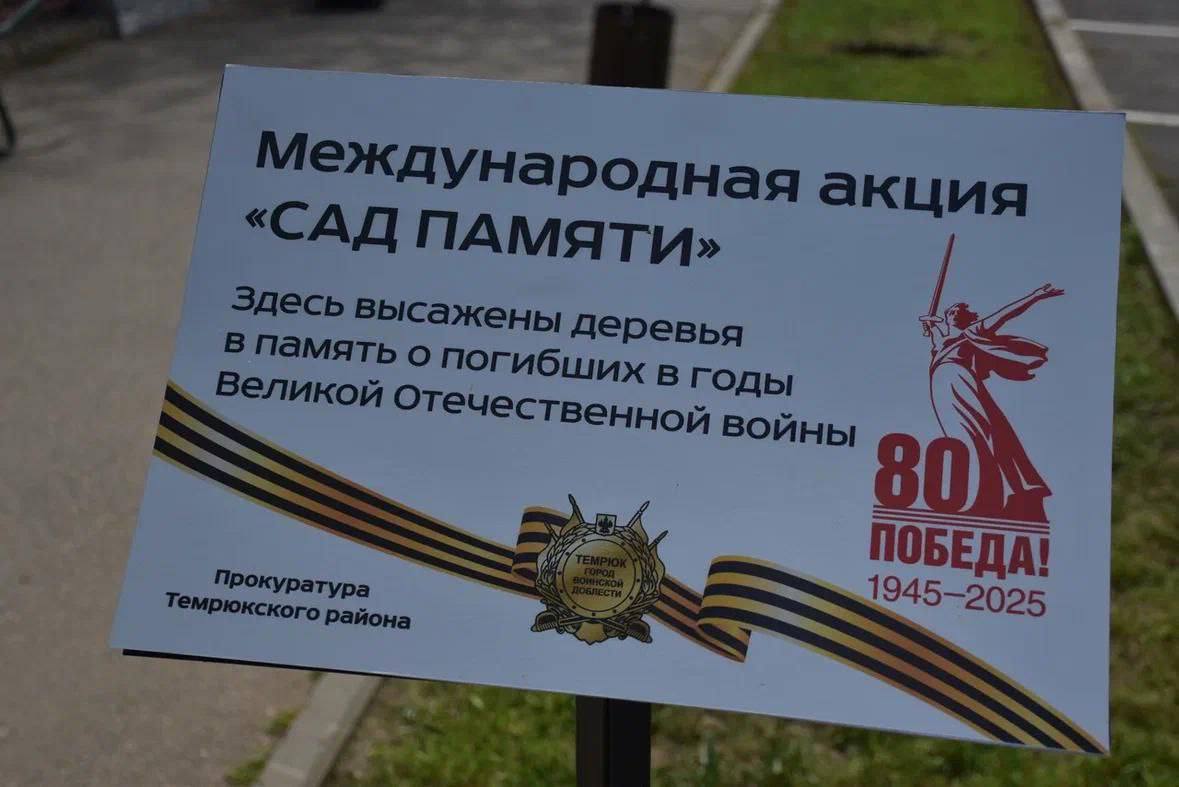 Международная акция
«САД ПАМЯТИ»
Здесь высажены деревья
в память о погибших в годы
Великой Отечественной войны
80
ПОБЕДА!
1945–2025
ТЕМРЮК
ГОРОД
ВОИНСКОЙ
ДОБЛЕСТИ
Прокуратура
Темрюкского района